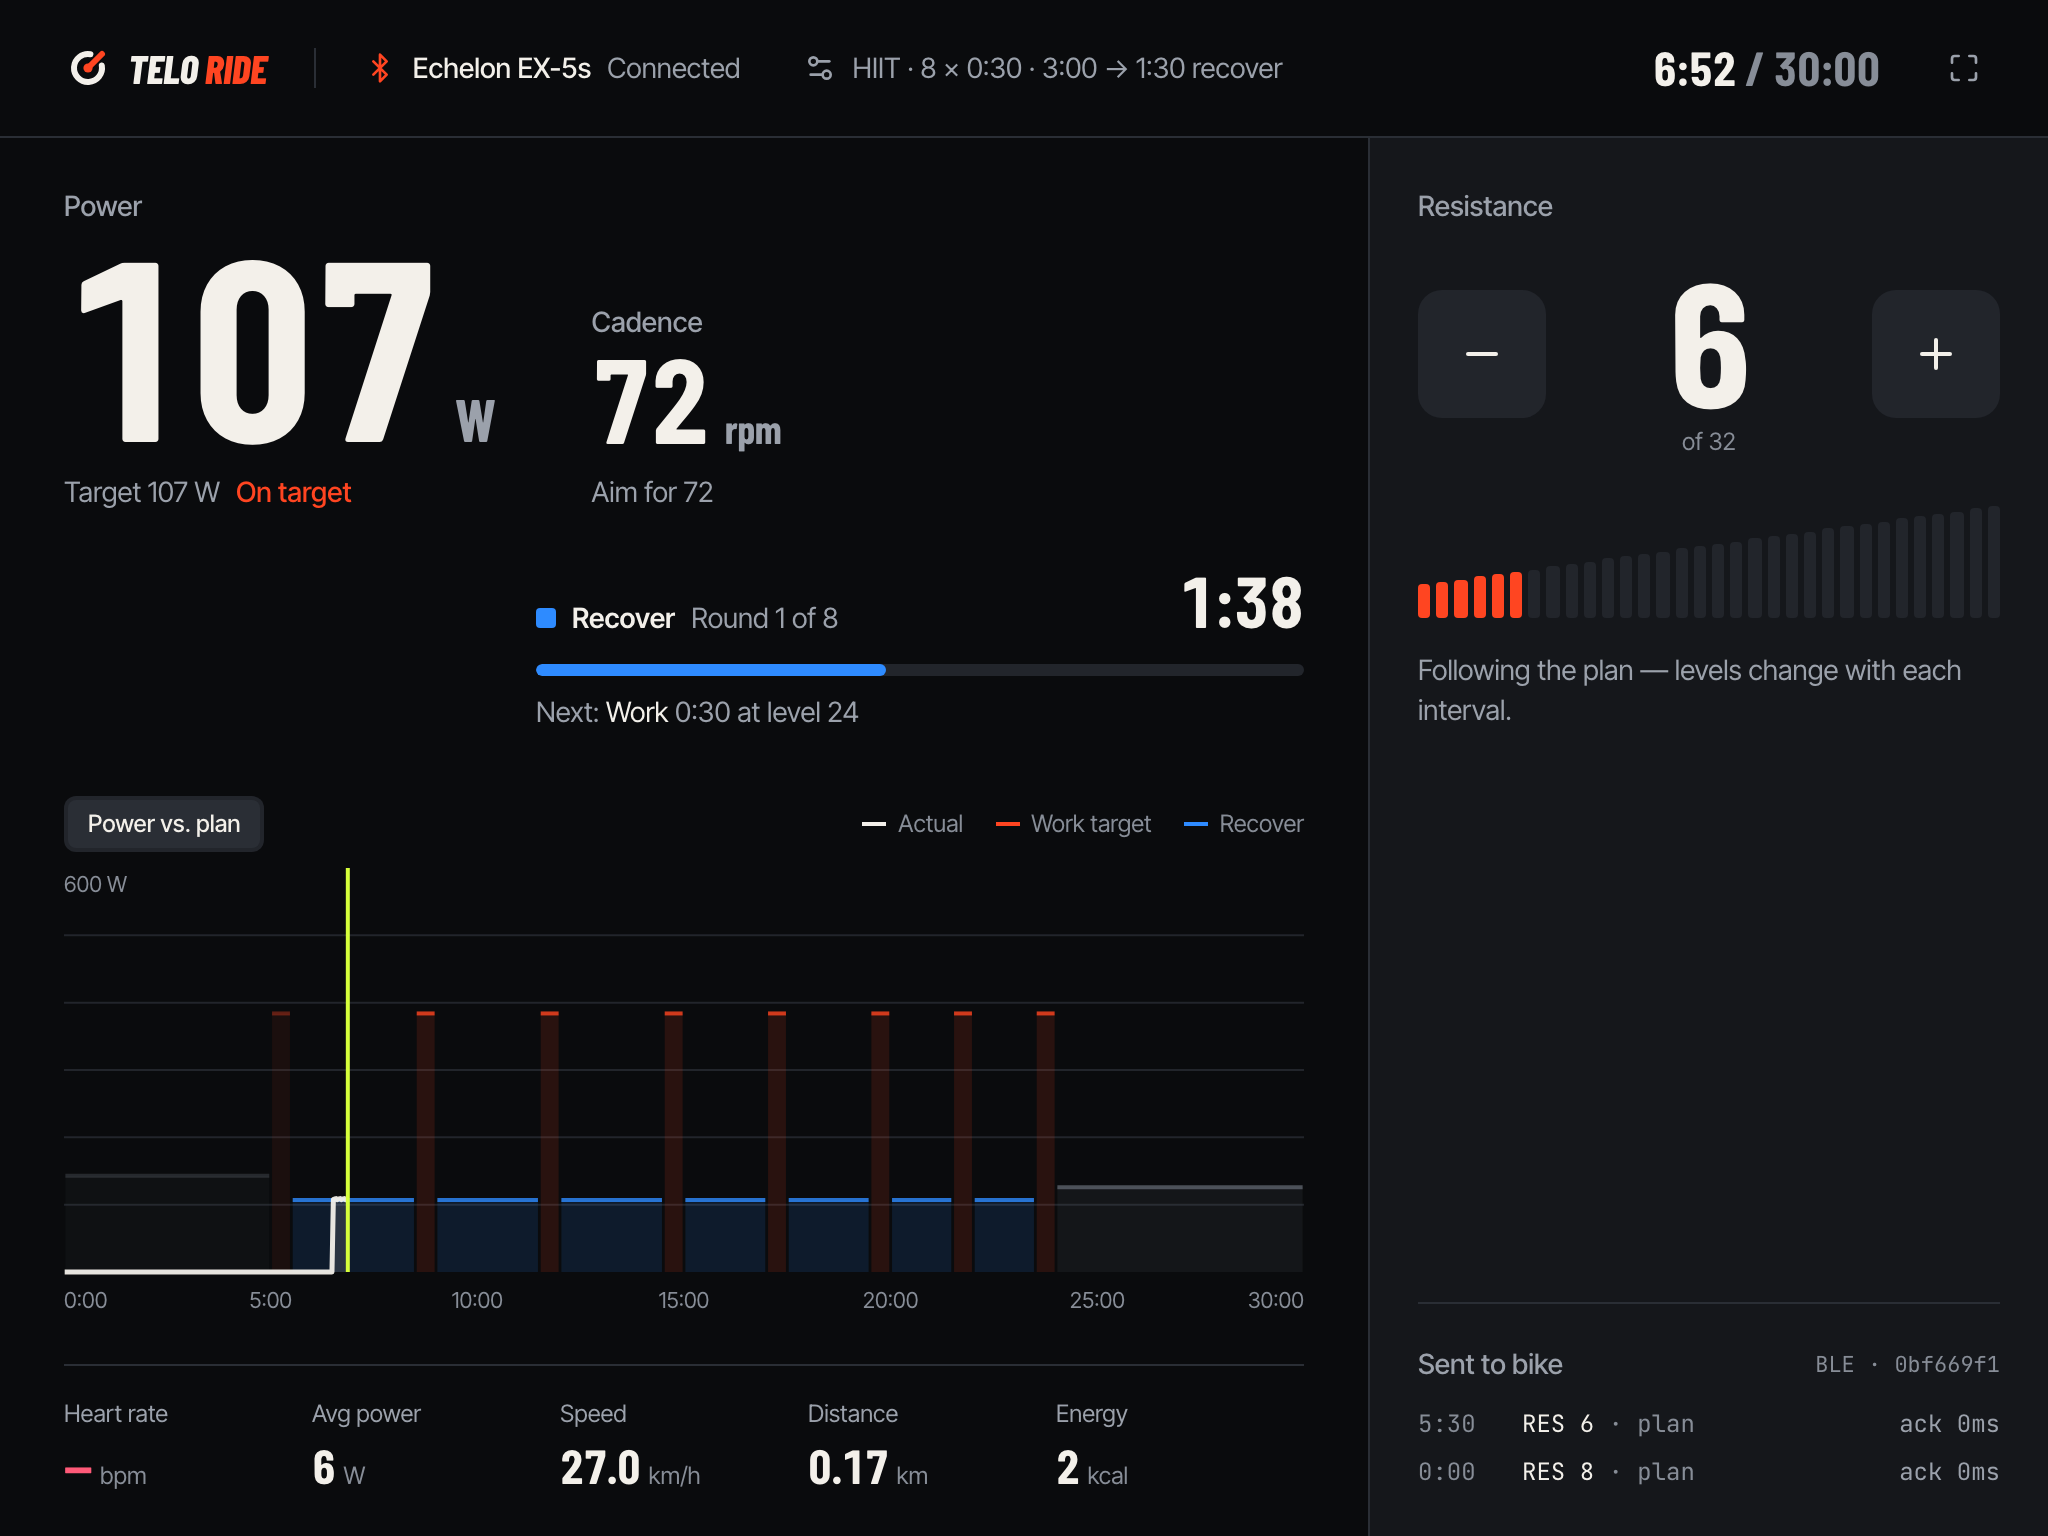 TELO RIDE
Echelon EX-5s Connected
HIIT · 8 × 0:30 · 3:00 → 1:30 recover
6:52 / 30:00
Power
107 W
Target 107 W On target
Cadence
72 rpm
Aim for 72
Recover Round 1 of 8
1:38
Next: Work 0:30 at level 24
Power vs. plan
Actual Work target Recover
600 W
0:00 5:00 10:00 15:00 20:00 25:00 30:00
Heart rate Avg power Speed Distance Energy
– bpm 6 W 27.0 km/h 0.17 km 2 kcal
Resistance
− 6 +
of 32
Following the plan — levels change with each
interval.
Sent to bike BLE · 0bf669f1
5:30 RES 6 · plan ack 0ms
0:00 RES 8 · plan ack 0ms